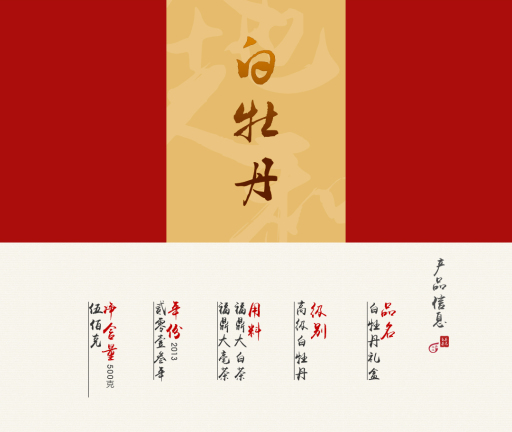 白牡丹
产品信息
品名
白牡丹礼盒
级别
高级白牡丹
用料
福鼎大白茶
福鼎大毫茶
年份
2013
贰零壹叁年
净含量
500克
伍佰克